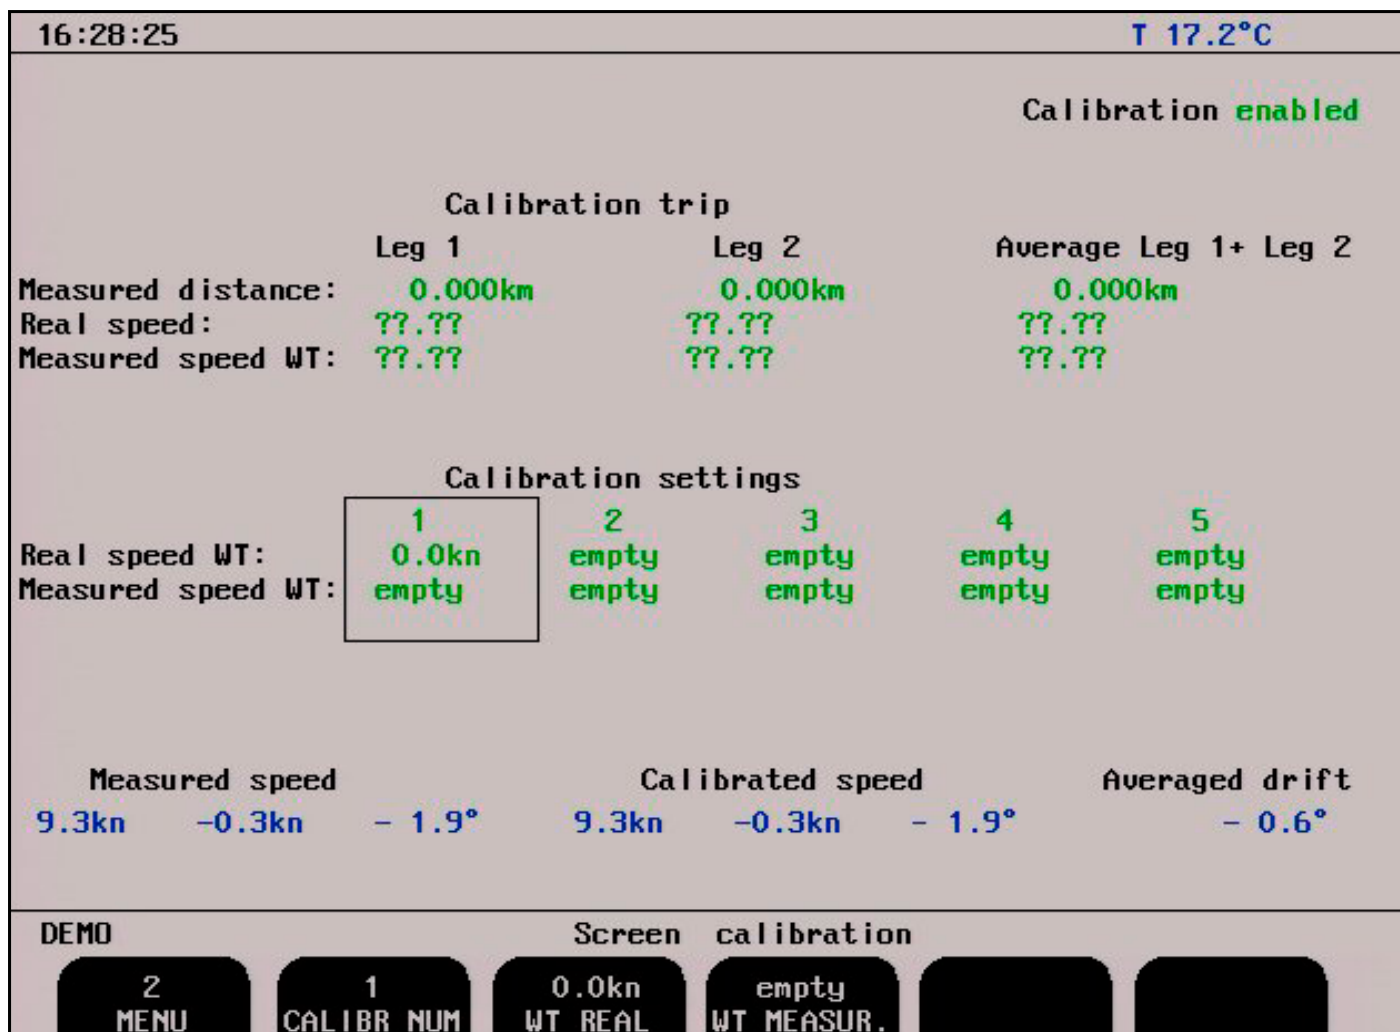 16:28:25 T 17.2°C
Calibration enabled
Calibration trip
Leg 1 Leg 2 Average Leg 1+ Leg 2
Measured distance: 0.000km 0.000km 0.000km
Real speed: ??.?? ??.?? ??.??
Measured speed WT: ??.?? ??.?? ??.??
Calibration settings
1 2 3 4 5
Real speed WT: 0.0kn empty empty empty empty
Measured speed WT: empty empty empty empty empty
Measured speed Calibrated speed Averaged drift
9.3kn -0.3kn - 1.9° 9.3kn -0.3kn - 1.9° - 0.6°
DEMO Screen calibration
2 1 0.0kn empty
MENU CALIBR NUM WT REAL WT MEASUR.